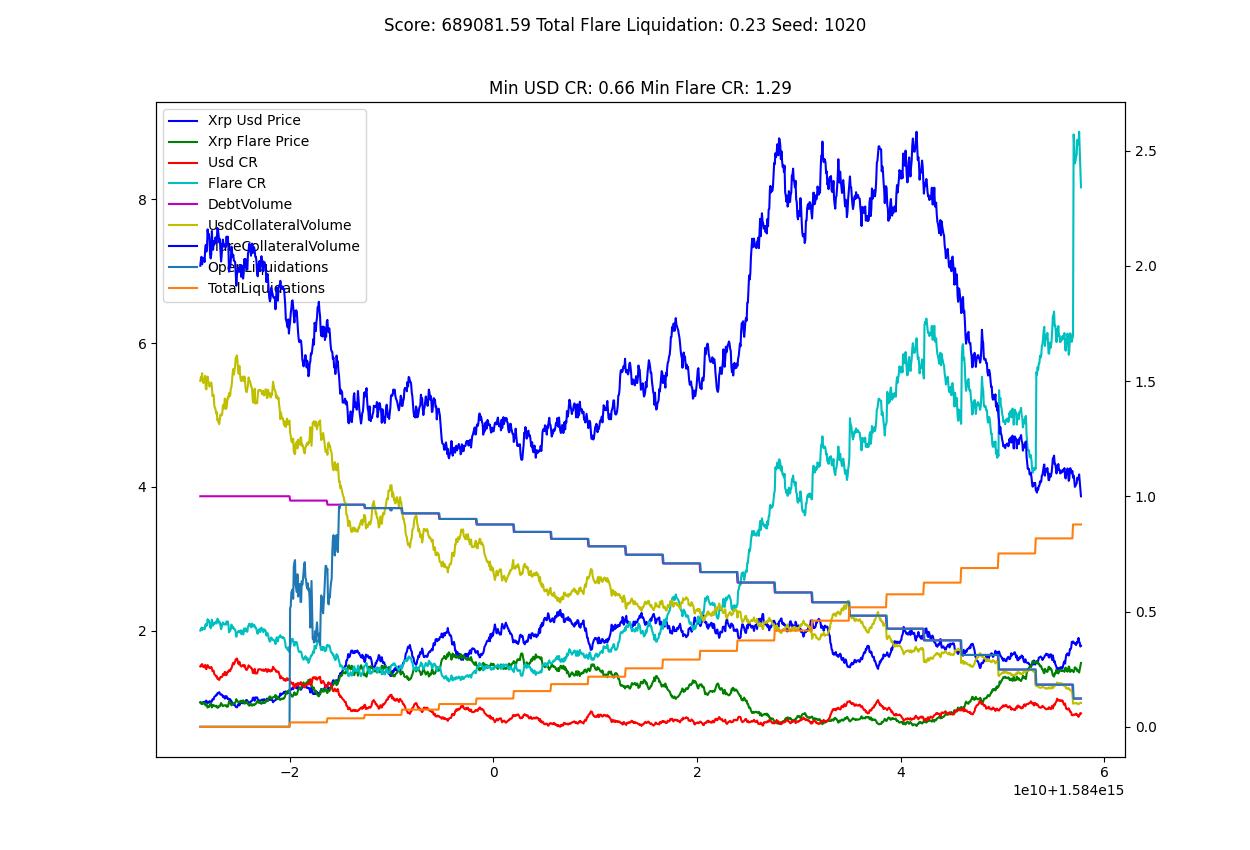 Score: 689081.59 Total Flare Liquidation: 0.23 Seed: 1020
Min USD CR: 0.66 Min Flare CR: 1.29
Xrp Usd Price
Xrp Flare Price
Usd CR
Flare CR
DebtVolume
UsdCollateralVolume
FlareCollateralVolume
OpenLiquidations
TotalLiquidations
8
6
4
2
2.5
2.0
1.5
1.0
0.5
0.0
−2 0 2 4 6
1e10+1.584e15